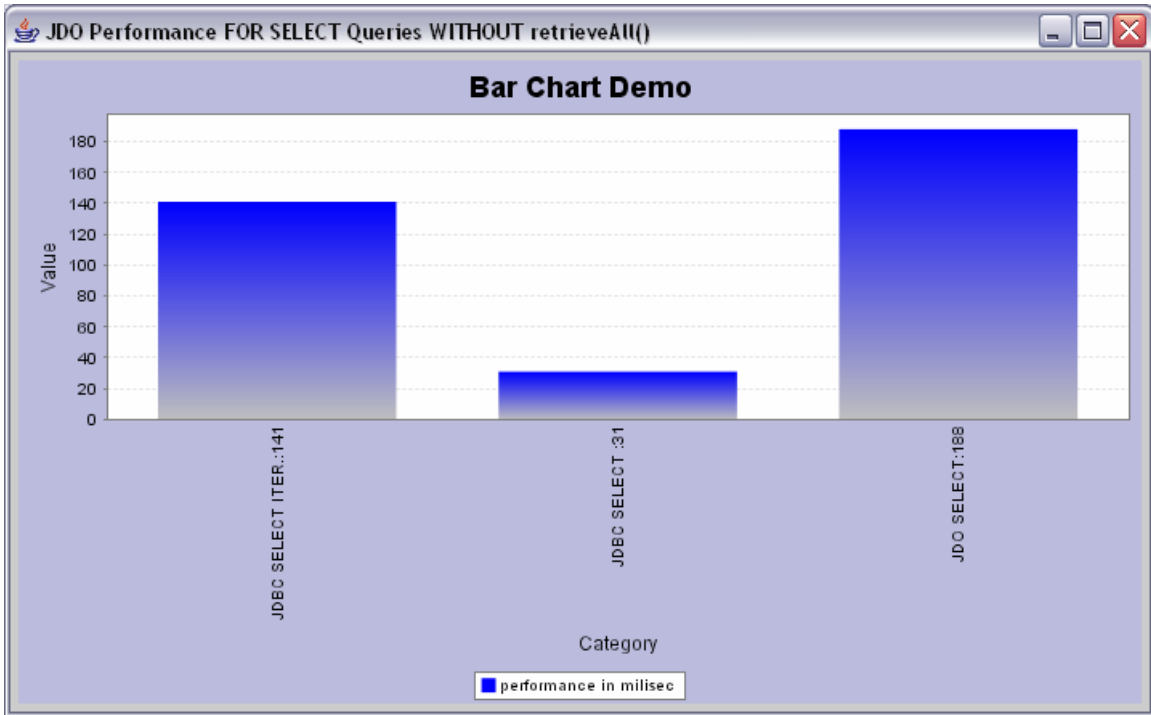 JDO Performance FOR SELECT Queries WITHOUT retrieveAll()
Bar Chart Demo
Value
180
160
140
120
100
80
60
40
20
0
JDBC SELECT ITER.:141
JDBC SELECT :31
JDO SELECT:188
Category
performance in milisec